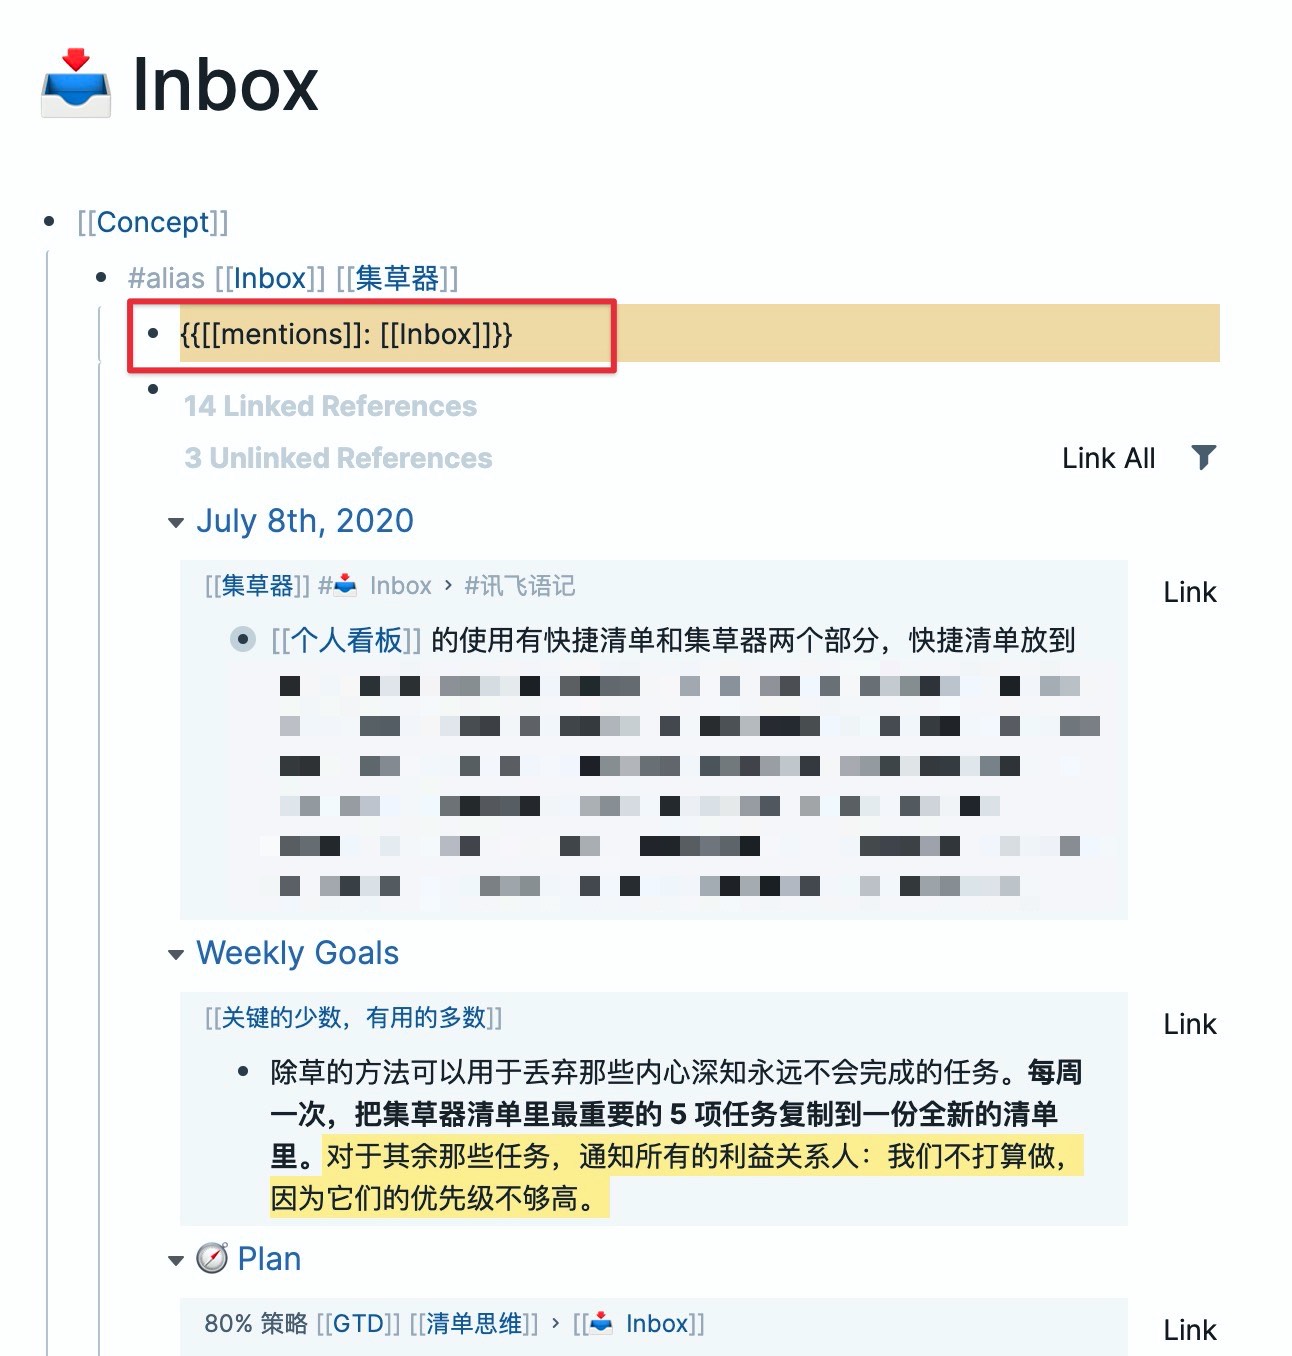 📥 Inbox
[[Concept]]
#alias [[Inbox]] [[集草器]]
{{[[mentions]]: [[Inbox]]}}
14 Linked References
3 Unlinked References
Link All
July 8th, 2020
[[集草器]] #📥 Inbox › #讯飞语记
Link
[[个人看板]] 的使用有快捷清单和集草器两个部分，快捷清单放到
Weekly Goals
[[关键的少数，有用的多数]]
Link
除草的方法可以用于丢弃那些内心深知永远不会完成的任务。每周
一次，把集草器清单里最重要的 5 项任务复制到一份全新的清单
里。对于其余那些任务，通知所有的利益关系人：我们不打算做，
因为它们的优先级不够高。
🧭 Plan
80% 策略 [[GTD]] [[清单思维]] › [[📥 Inbox]]
Link